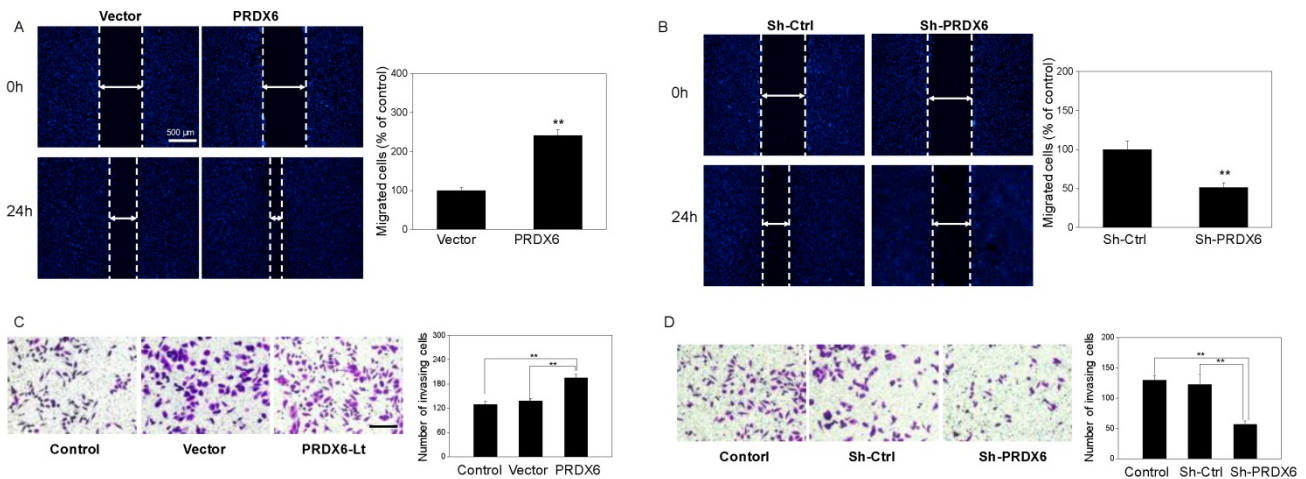 A
Vector
PRDX6
0h
500 µm
24h
Migrated cells (% of control)
400
300
200
100
0
**
Vector
PRDX6
B
Sh-Ctrl
Sh-PRDX6
0h
24h
Migrated cells (% of control)
200
150
100
50
0
**
Sh-Ctrl
Sh-PRDX6
C
Control
Vector
PRDX6-Lt
Number of invasing cells
300
240
180
120
60
0
**
**
Control
Vector
PRDX6
D
Contorl
Sh-Ctrl
Sh-PRDX6
Number of invasing cells
150
100
50
0
**
**
Control
Sh-Ctrl
Sh-PRDX6